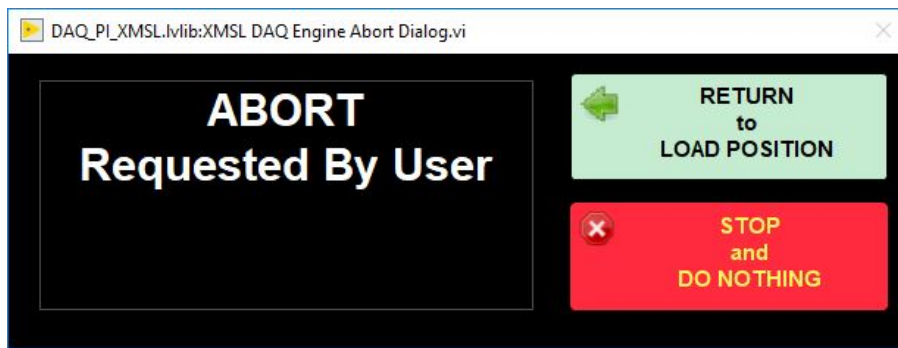 DAQ_PI_XMSL.lvlib:XMSL DAQ Engine Abort Dialog.vi
ABORT
Requested By User
RETURN
to
LOAD POSITION
STOP
and
DO NOTHING